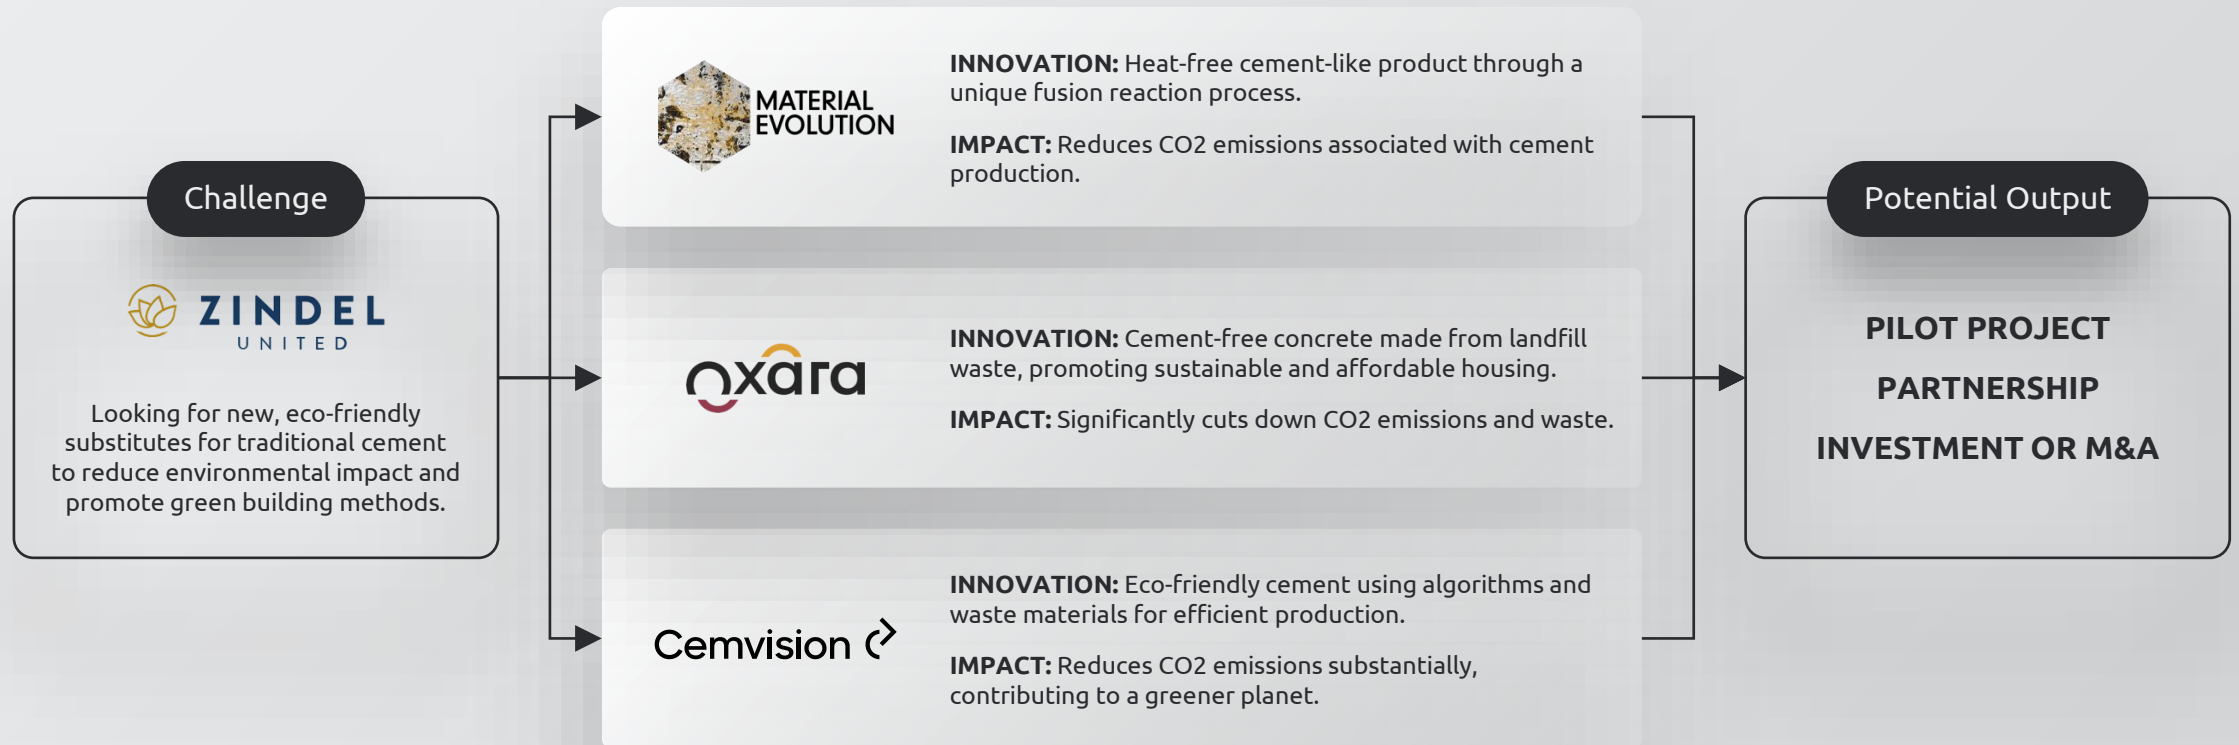 Challenge
ZINDEL
UNITED
Looking for new, eco-friendly
substitutes for traditional cement
to reduce environmental impact and
promote green building methods.
MATERIAL
EVOLUTION
INNOVATION: Heat-free cement-like product through a
unique fusion reaction process.
IMPACT: Reduces CO2 emissions associated with cement
production.
oxara
INNOVATION: Cement-free concrete made from landfill
waste, promoting sustainable and affordable housing.
IMPACT: Significantly cuts down CO2 emissions and waste.
Cemvision
INNOVATION: Eco-friendly cement using algorithms and
waste materials for efficient production.
IMPACT: Reduces CO2 emissions substantially,
contributing to a greener planet.
Potential Output
PILOT PROJECT
PARTNERSHIP
INVESTMENT OR M&A